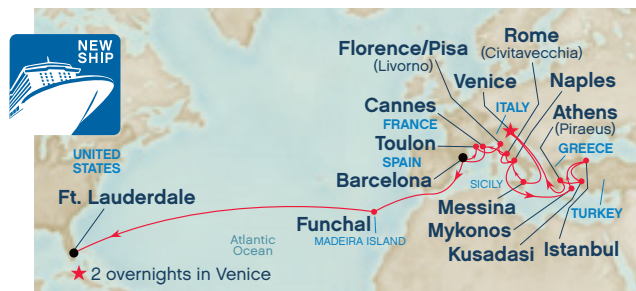 NEW
SHIP
Rome
(Civitavecchia)
Florence/Pisa
(Livorno)
Venice
Naples
Cannes
FRANCE
ITALY
Athens
(Piraeus)
Toulon
SPAIN
GREECE
UNITED
STATES
Barcelona
SICILY
Ft. Lauderdale
Messina
TURKEY
Funchal
MADEIRA ISLAND
Mykonos
Atlantic
Ocean
Kusadasi
Istanbul
2 overnights in Venice